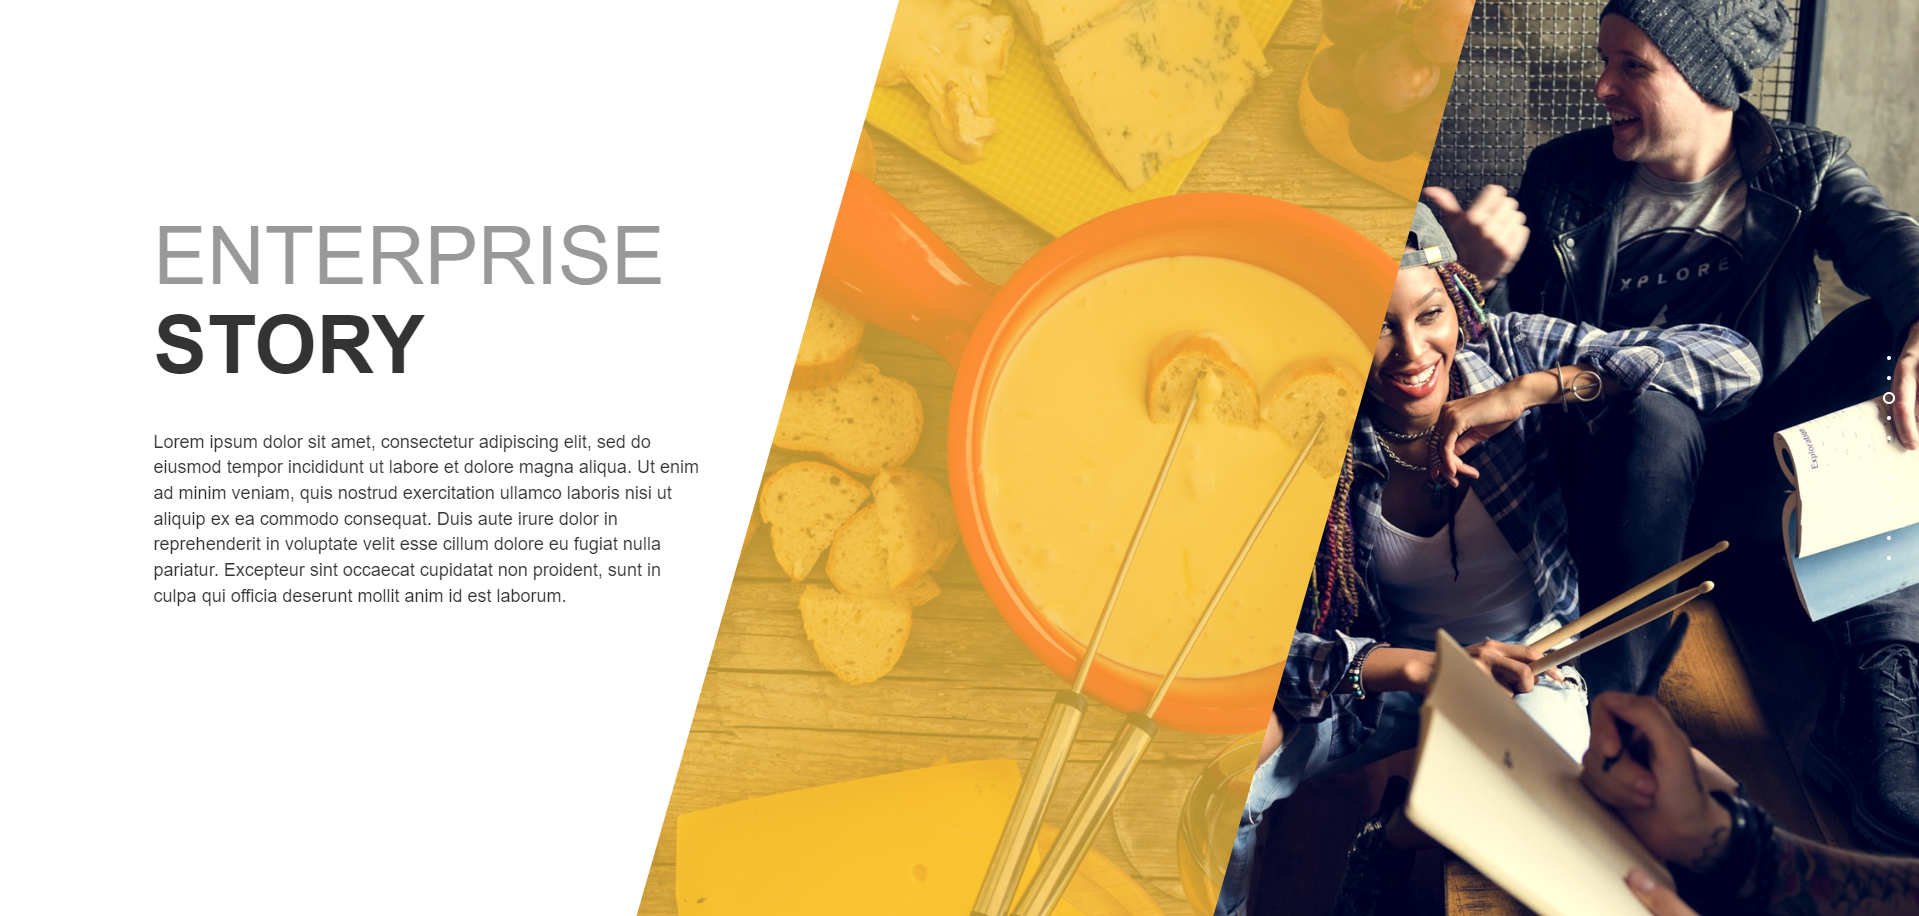 ENTERPRISE
STORY
Lorem ipsum dolor sit amet, consectetur adipiscing elit, sed do
eiusmod tempor incididunt ut labore et dolore magna aliqua. Ut enim
ad minim veniam, quis nostrud exercitation ullamco laboris nisi ut
aliquip ex ea commodo consequat. Duis aute irure dolor in
reprehenderit in voluptate velit esse cillum dolore eu fugiat nulla
pariatur. Excepteur sint occaecat cupidatat non proident, sunt in
culpa qui officia deserunt mollit anim id est laborum.
XPLORE
Exploration